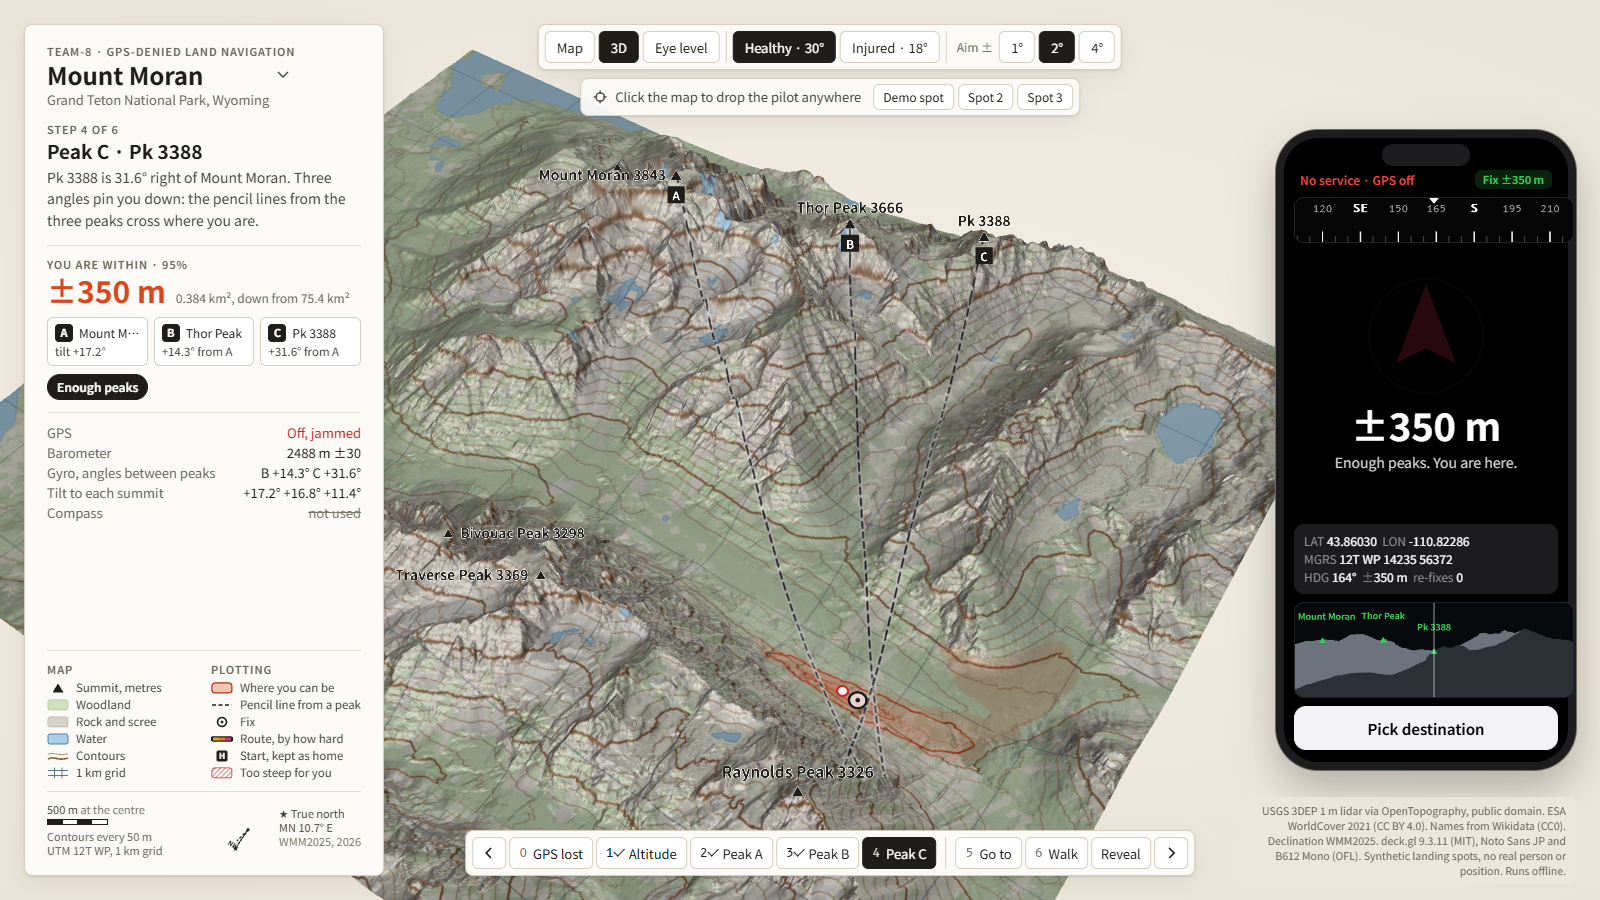 TEAM-8 · GPS-DENIED LAND NAVIGATION
Mount Moran
Grand Teton National Park, Wyoming
STEP 4 OF 6
Peak C · Pk 3388
Pk 3388 is 31.6° right of Mount Moran. Three
angles pin you down: the pencil lines from the
three peaks cross where you are.
YOU ARE WITHIN · 95%
±350 m 0.384 km², down from 75.4 km²
A Mount M···
tilt +17.2°
B Thor Peak
+14.3° from A
C Pk 3388
+31.6° from A
Enough peaks
GPS Off, jammed
Barometer 2488 m ±30
Gyro, angles between peaks B +14.3° C +31.6°
Tilt to each summit +17.2° +16.8° +11.4°
Compass not used
MAP
Summit, metres
Woodland
Rock and scree
Water
Contours
1 km grid
PLOTTING
Where you can be
Pencil line from a peak
Fix
Route, by how hard
H Start, kept as home
Too steep for you
500 m at the centre
Contours every 50 m
UTM 12T WP, 1 km grid
★ True north
MN 10.7° E
WMM2025, 2026
Map 3D Eye level Healthy · 30° Injured · 18° Aim ± 1° 2° 4°
Click the map to drop the pilot anywhere Demo spot Spot 2 Spot 3
Mount Moran 3843
A
Thor Peak 3666
B
Pk 3388
C
Bivouac Peak 3298
Traverse Peak 3369
Raynolds Peak 3326
0 GPS lost 1✓ Altitude 2✓ Peak A 3✓ Peak B 4 Peak C 5 Go to 6 Walk Reveal
No service · GPS off Fix ±350 m
120 SE 150 165 S 195 210
±350 m
Enough peaks. You are here.
LAT 43.86030 LON -110.82286
MGRS 12T WP 14235 56372
HDG 164° ±350 m re-fixes 0
Mount Moran Thor Peak
Pk 3388
Pick destination
USGS 3DEP 1 m lidar via OpenTopography, public domain. ESA
WorldCover 2021 (CC BY 4.0). Names from Wikidata (CC0).
Declination WMM2025. deck.gl 9.3.11 (MIT), Noto Sans JP and
B612 Mono (OFL). Synthetic landing spots, no real person or
position. Runs offline.